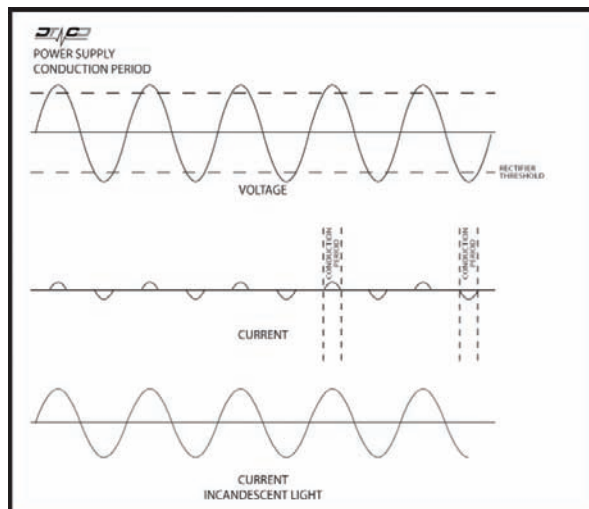 POWER SUPPLY
CONDUCTION PERIOD
RECTIFIER
THRESHOLD
VOLTAGE
CONDUCTION
PERIOD
CONDUCTION
PERIOD
CURRENT
CURRENT
INCANDESCENT LIGHT